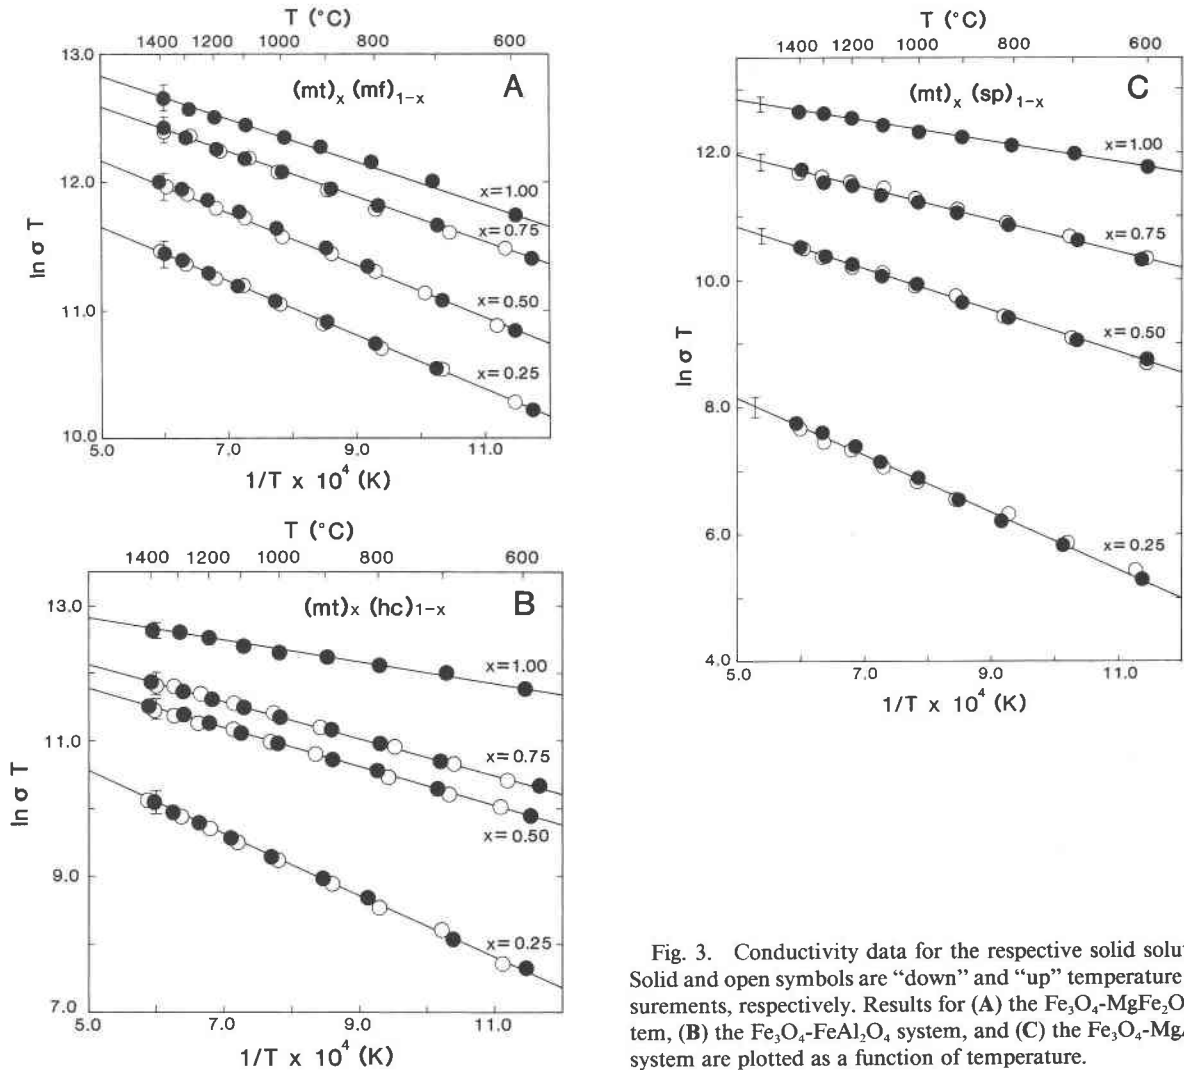 T (°C)
1400 1200 1000 800 600
13.0
12.0
11.0
10.0
ln σ T
(mt)x (mf)1-x
A
x=1.00
x=0.75
x=0.50
x=0.25
5.0 7.0 9.0 11.0
1/T x 10⁴ (K)
T (°C)
1400 1200 1000 800 600
13.0
11.0
9.0
7.0
ln σ T
(mt)x (hc)1-x
B
x=1.00
x=0.75
x=0.50
x=0.25
5.0 7.0 9.0 11.0
1/T x 10⁴ (K)
T (°C)
1400 1200 1000 800 600
12.0
10.0
8.0
6.0
4.0
ln σ T
(mt)x (sp)1-x
C
x=1.00
x=0.75
x=0.50
x=0.25
5.0 7.0 9.0 11.0
1/T x 10⁴ (K)
Fig. 3. Conductivity data for the respective solid solu
Solid and open symbols are “down” and “up” temperature
surements, respectively. Results for (A) the Fe₃O₄-MgFe₂O
tem, (B) the Fe₃O₄-FeAl₂O₄ system, and (C) the Fe₃O₄-MgA
system are plotted as a function of temperature.